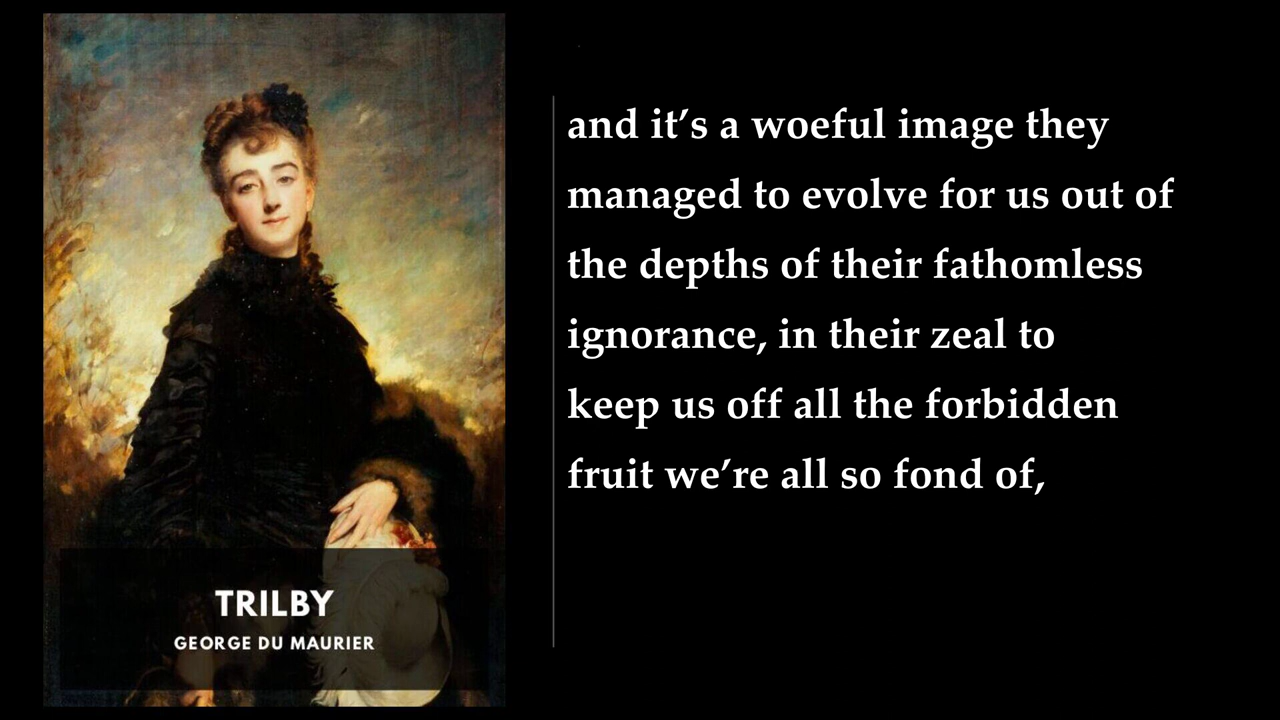 TRILBY
GEORGE DU MAURIER
and it’s a woeful image they
managed to evolve for us out of
the depths of their fathomless
ignorance, in their zeal to
keep us off all the forbidden
fruit we’re all so fond of,